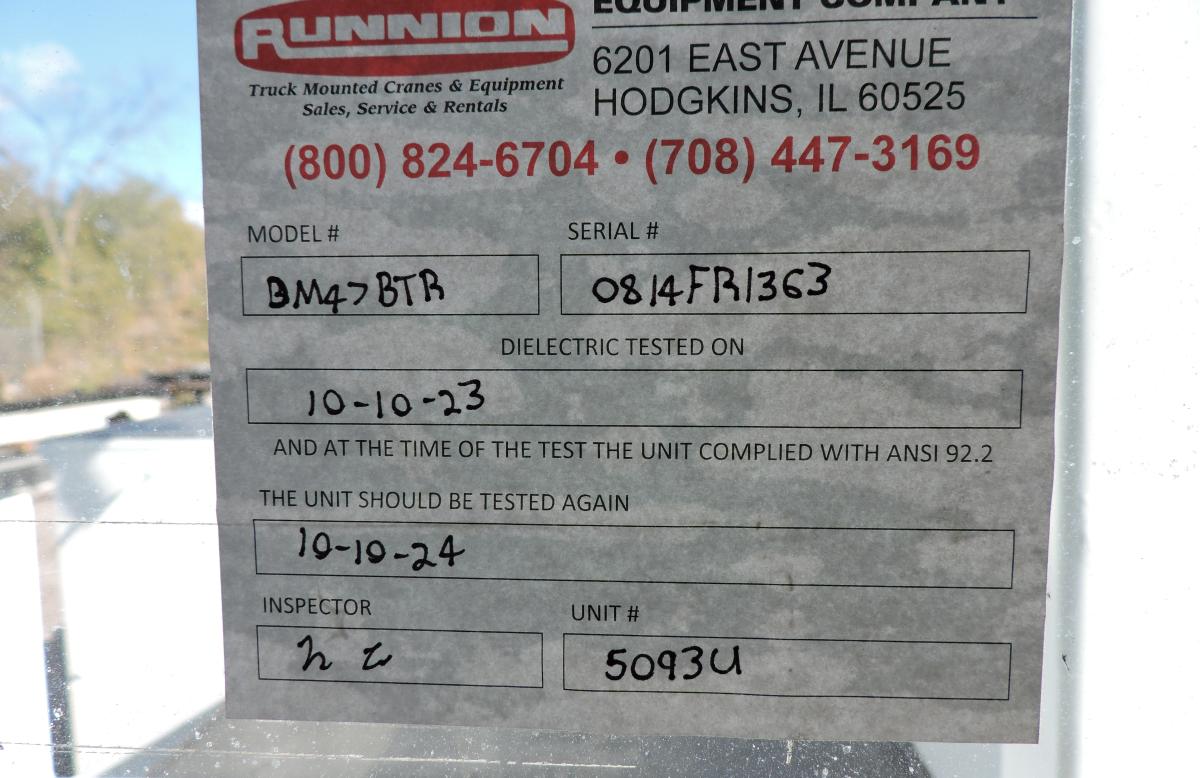 RUNNION
EQUIPMENT COMPANY
Truck Mounted Cranes & Equipment
Sales, Service & Rentals
6201 EAST AVENUE
HODGKINS, IL 60525
(800) 824-6704 • (708) 447-3169
MODEL # SERIAL #
BM47BTR 0814FR1363
DIELECTRIC TESTED ON
10-10-23
AND AT THE TIME OF THE TEST THE UNIT COMPLIED WITH ANSI 92.2
THE UNIT SHOULD BE TESTED AGAIN
10-10-24
INSPECTOR UNIT #
5093U